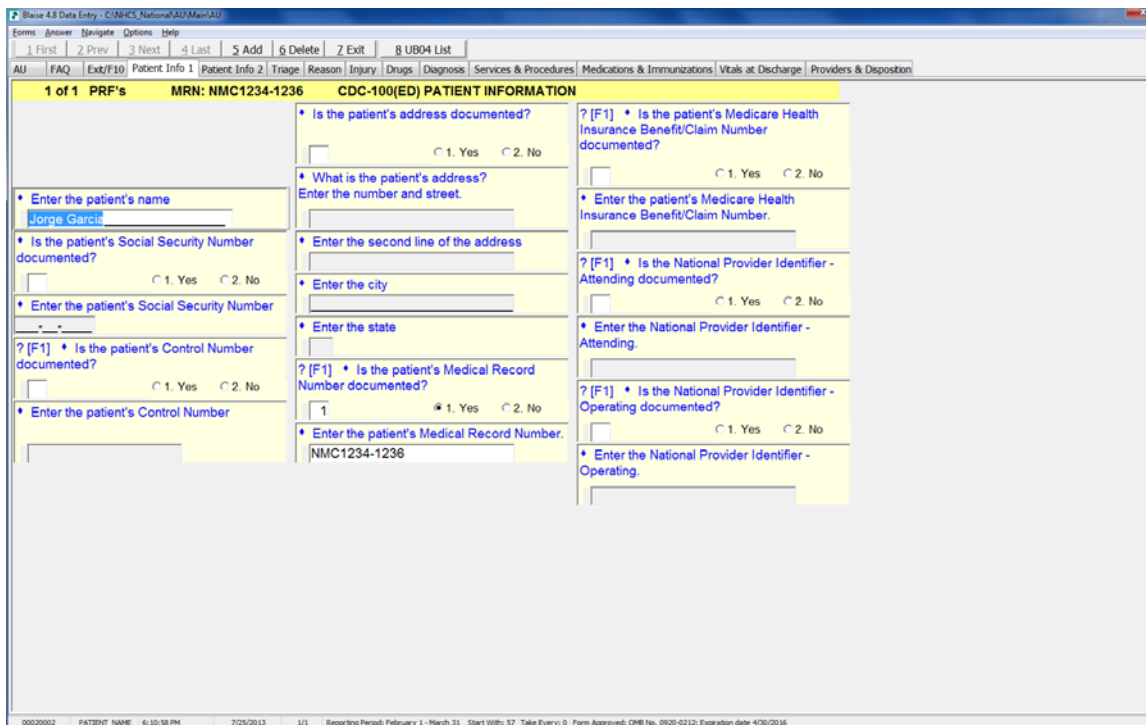 Blaise 4.8 Data Entry - C:\NHCS_National\AU\Main\AU
Forms Answer Navigate Options Help
1 First 2 Prev 3 Next 4 Last 5 Add 6 Delete 7 Exit 8 UB04 List
AU FAQ Ext/F10 Patient Info 1 Patient Info 2 Triage Reason Injury Drugs Diagnosis Services & Procedures Medications & Immunizations Vitals at Discharge Providers & Dispostion
1 of 1 PRF's MRN: NMC1234-1236 CDC-100(ED) PATIENT INFORMATION
Enter the patient's name
Jorge Garcia
Is the patient's Social Security Number
documented?
1. Yes 2. No
Enter the patient's Social Security Number
___-__-____
? [F1] Is the patient's Control Number
documented?
1. Yes 2. No
Enter the patient's Control Number
Is the patient's address documented?
1. Yes 2. No
What is the patient's address?
Enter the number and street.
Enter the second line of the address
Enter the city
Enter the state
? [F1] Is the patient's Medical Record
Number documented?
1 1. Yes 2. No
Enter the patient's Medical Record Number.
NMC1234-1236
? [F1] Is the patient's Medicare Health
Insurance Benefit/Claim Number
documented?
1. Yes 2. No
Enter the patient's Medicare Health
Insurance Benefit/Claim Number.
? [F1] Is the National Provider Identifier -
Attending documented?
1. Yes 2. No
Enter the National Provider Identifier -
Attending.
? [F1] Is the National Provider Identifier -
Operating documented?
1. Yes 2. No
Enter the National Provider Identifier -
Operating.
00020002 PATIENT_NAME 6:10:58 PM 7/25/2013 1/1 Reporting Period: February 1 - March 31 Start With: 57 Take Every: 0 Form Approved: OMB No. 0920-0212; Expiration date 4/30/2016